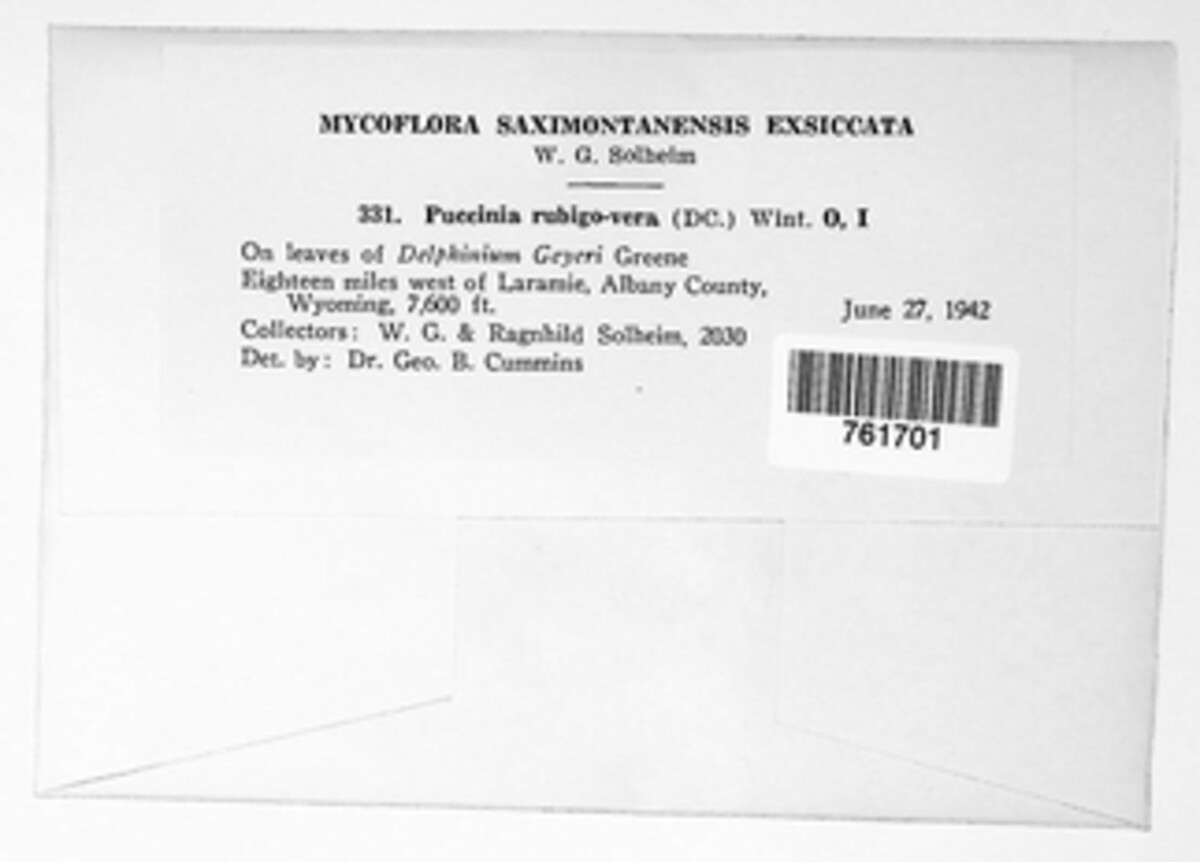 MYCOFLORA SAXIMONTANENSIS EXSICCATA
W. G. Solheim
331. Puccinia rubigo-vera (DC.) Wint. O, I
On leaves of Delphinium Geyeri Greene
Eighteen miles west of Laramie, Albany County,
Wyoming, 7,600 ft.
June 27, 1942
Collectors: W. G. & Ragnhild Solheim, 2030
Det. by: Dr. Geo. B. Cummins
761701